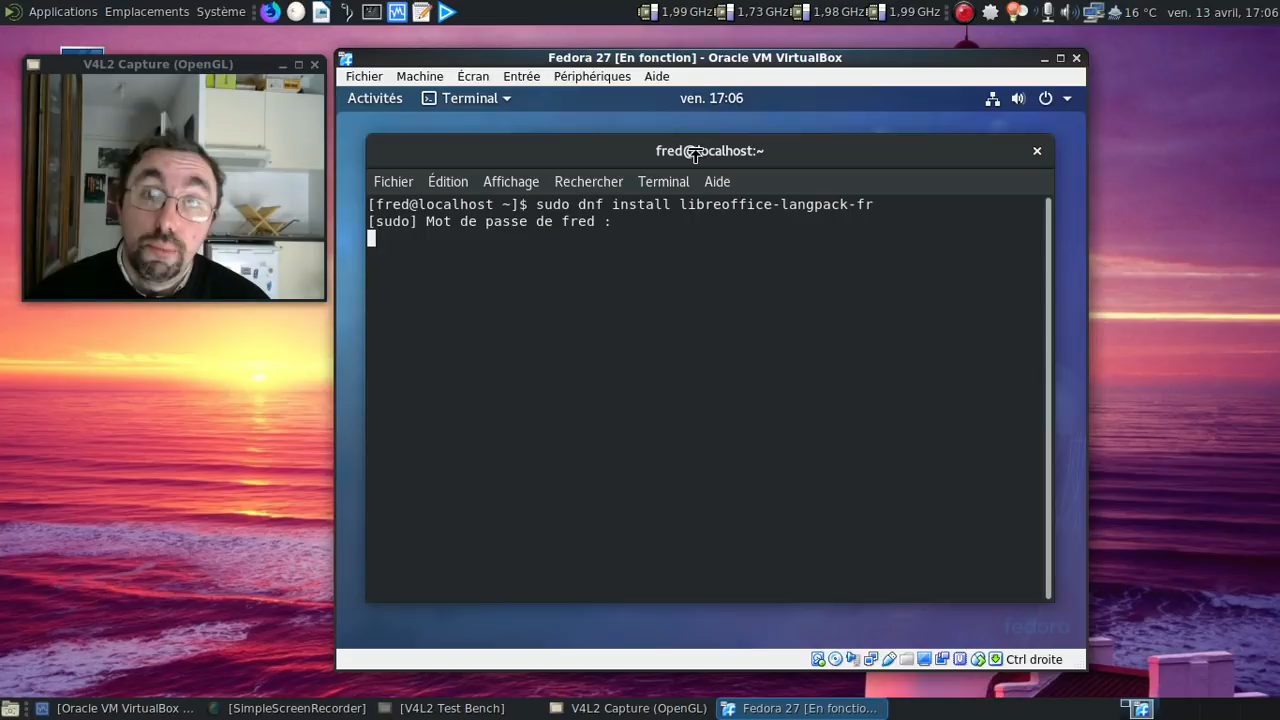 Applications Emplacements Système 1,99 GHz 1,73 GHz 1,98 GHz 1,99 GHz 16 °C ven. 13 avril, 17:06
V4L2 Capture (OpenGL)
Fedora 27 [En fonction] - Oracle VM VirtualBox
Fichier Machine Écran Entrée Périphériques Aide
Activités Terminal ven. 17:06
fred@localhost:~
Fichier Édition Affichage Rechercher Terminal Aide
[fred@localhost ~]$ sudo dnf install libreoffice-langpack-fr
[sudo] Mot de passe de fred :
fedora
Ctrl droite
[Oracle VM VirtualBox ... [SimpleScreenRecorder] [V4L2 Test Bench] V4L2 Capture (OpenGL) Fedora 27 [En fonctio...